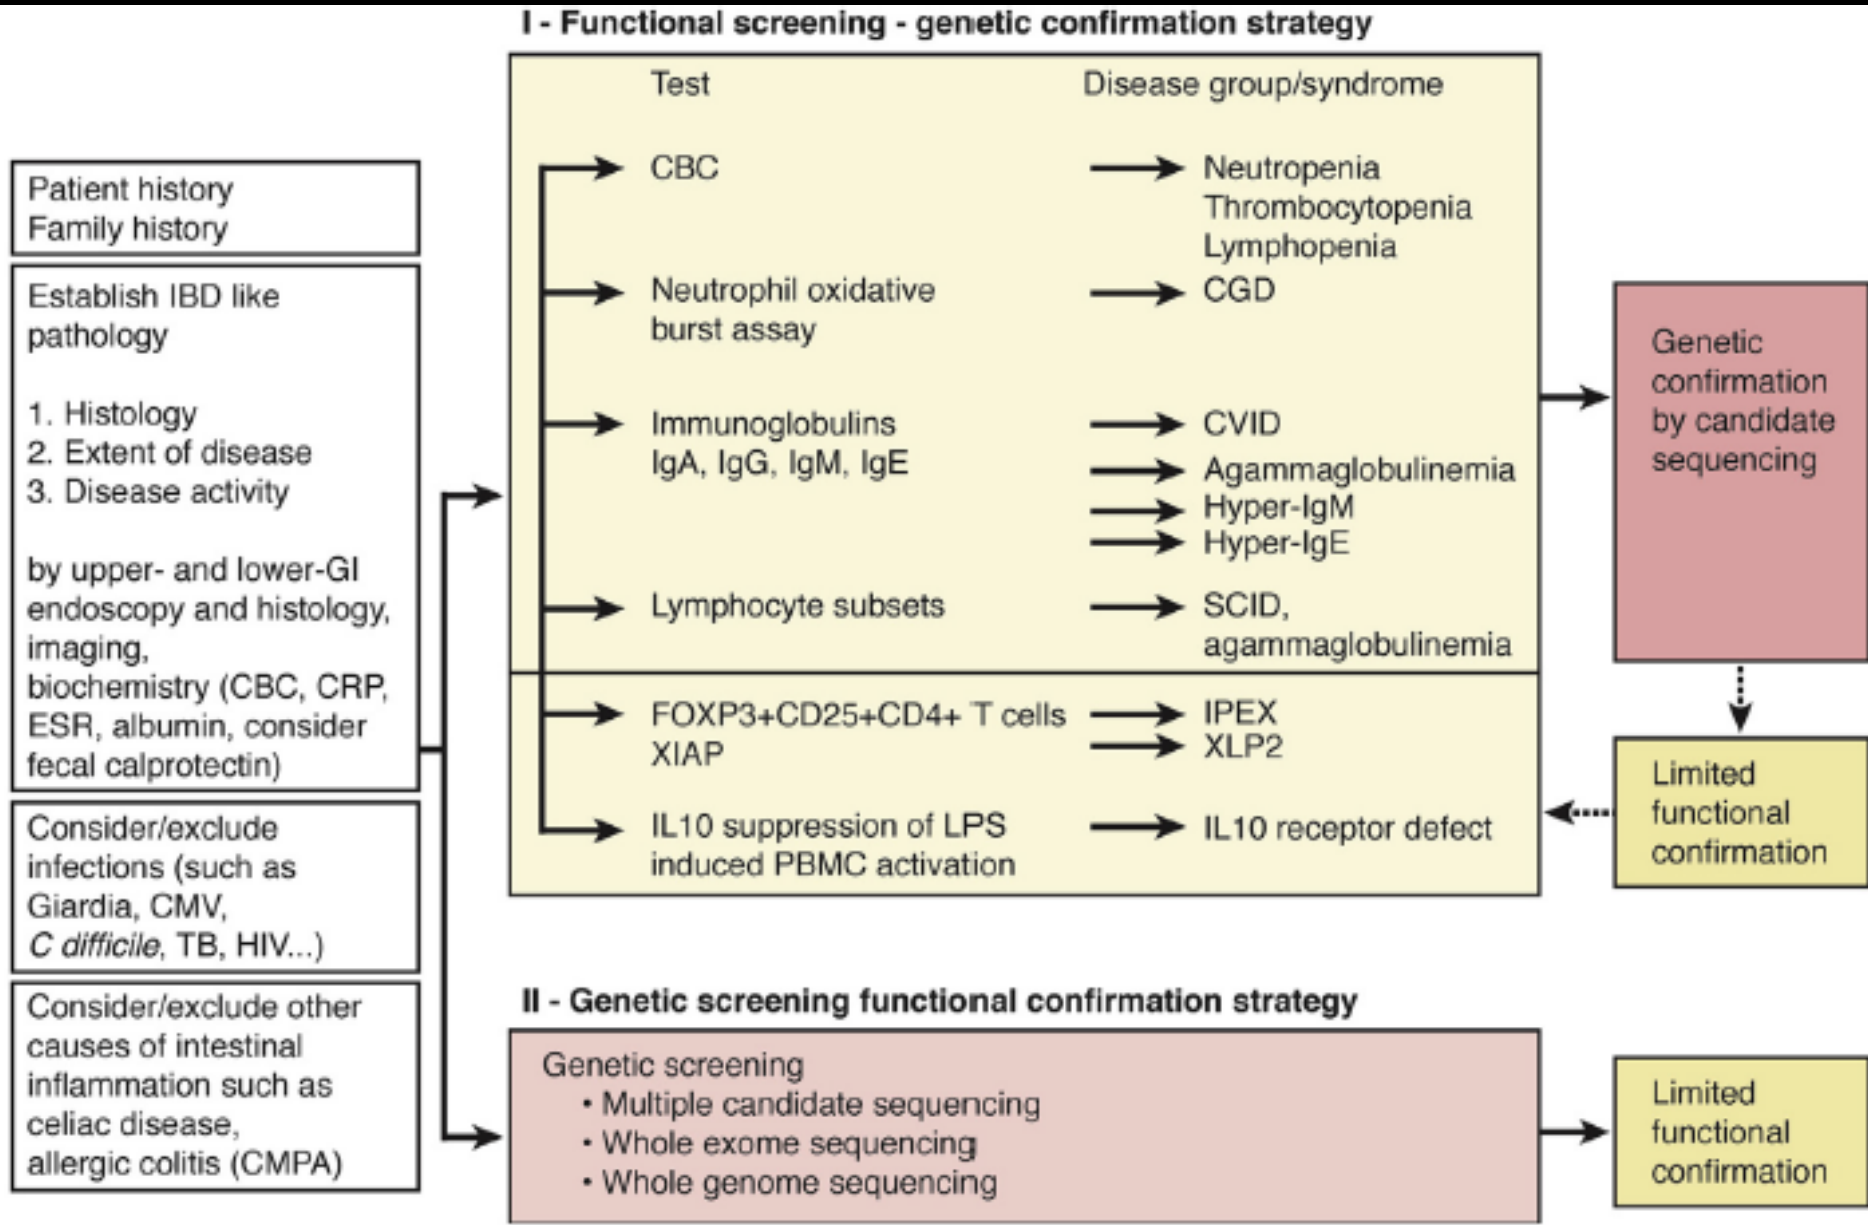 I - Functional screening - genetic confirmation strategy
Patient history
Family history
Establish IBD like
pathology
1. Histology
2. Extent of disease
3. Disease activity
by upper- and lower-GI
endoscopy and histology,
imaging,
biochemistry (CBC, CRP,
ESR, albumin, consider
fecal calprotectin)
Consider/exclude
infections (such as
Giardia, CMV,
C difficile, TB, HIV...)
Consider/exclude other
causes of intestinal
inflammation such as
celiac disease,
allergic colitis (CMPA)
Test
Disease group/syndrome
CBC
Neutropenia
Thrombocytopenia
Lymphopenia
Neutrophil oxidative
burst assay
CGD
Immunoglobulins
IgA, IgG, IgM, IgE
CVID
Agammaglobulinemia
Hyper-IgM
Hyper-IgE
Lymphocyte subsets
SCID,
agammaglobulinemia
FOXP3+CD25+CD4+ T cells
XIAP
IPEX
XLP2
IL10 suppression of LPS
induced PBMC activation
IL10 receptor defect
Genetic
confirmation
by candidate
sequencing
Limited
functional
confirmation
II - Genetic screening functional confirmation strategy
Genetic screening
• Multiple candidate sequencing
• Whole exome sequencing
• Whole genome sequencing
Limited
functional
confirmation